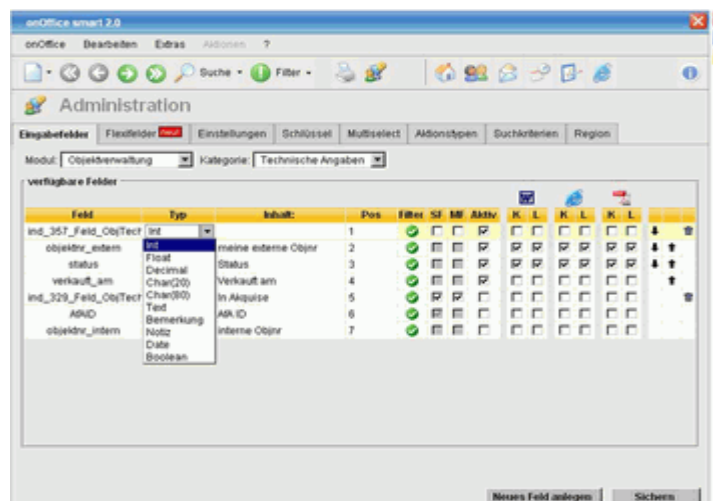 onOffice smart 2.0
onOffice Bearbeiten Extras Aktionen ?
Suche Filter
Administration
Eingabefelder Flexifelder neu! Einstellungen Schlüssel Multiselect Aktionstypen Suchkriterien Region
Modul: Objektverwaltung Kategorie: Technische Angaben
verfügbare Felder
Feld Typ Inhalt: Pos Filter SF MF Aktiv K L K L K L
ind_357_Feld_ObjTech Int 1
objektnr_extern meine externe Objnr 2
status Status 3
verkauft_am Verkauft am 4
ind_329_Feld_ObjTech In Akquise 5
AfAID AfA ID 6
objektnr_intern interne Objnr 7
Int
Float
Decimal
Char(20)
Char(80)
Text
Bemerkung
Notiz
Date
Boolean
Neues Feld anlegen Sichern